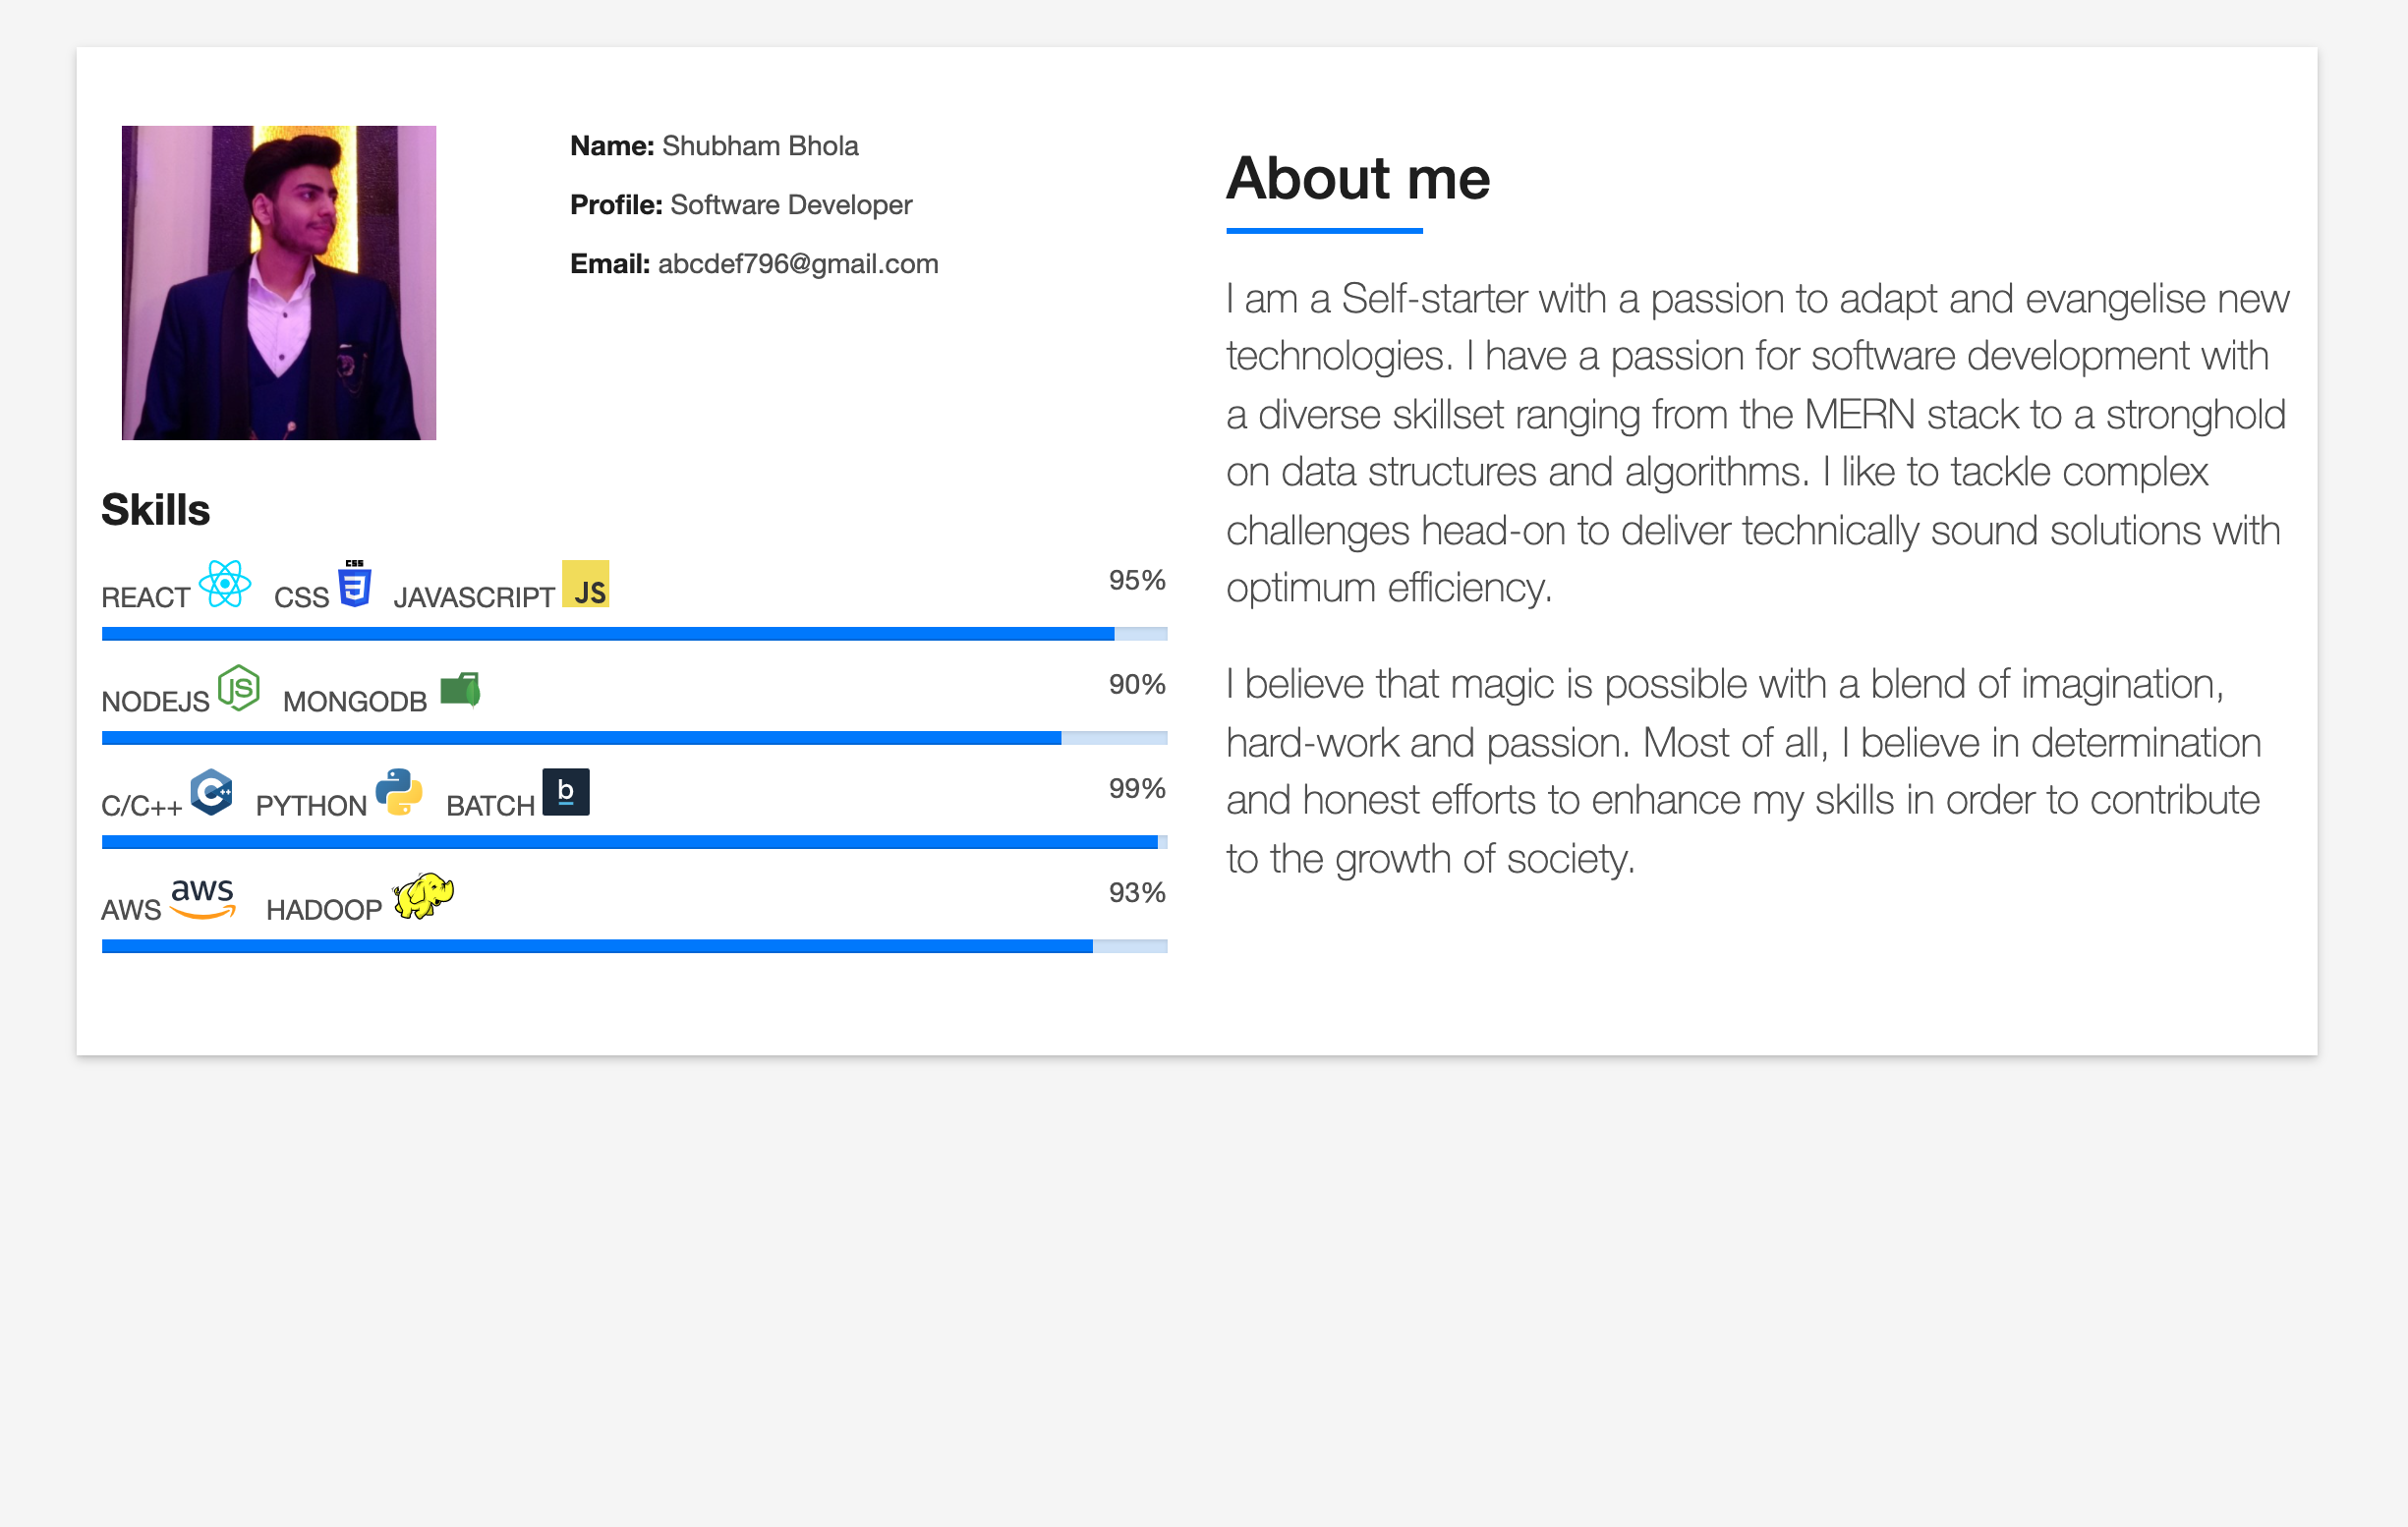 Name: Shubham Bhola
Profile: Software Developer
Email: abcdef796@gmail.com
Skills
REACT CSS CSS 3 JAVASCRIPT JS 95%
NODEJS JS MONGODB 90%
C/C++ C++ PYTHON BATCH b 99%
AWS aws HADOOP 93%
About me
I am a Self-starter with a passion to adapt and evangelise new
technologies. I have a passion for software development with
a diverse skillset ranging from the MERN stack to a stronghold
on data structures and algorithms. I like to tackle complex
challenges head-on to deliver technically sound solutions with
optimum efficiency.
I believe that magic is possible with a blend of imagination,
hard-work and passion. Most of all, I believe in determination
and honest efforts to enhance my skills in order to contribute
to the growth of society.